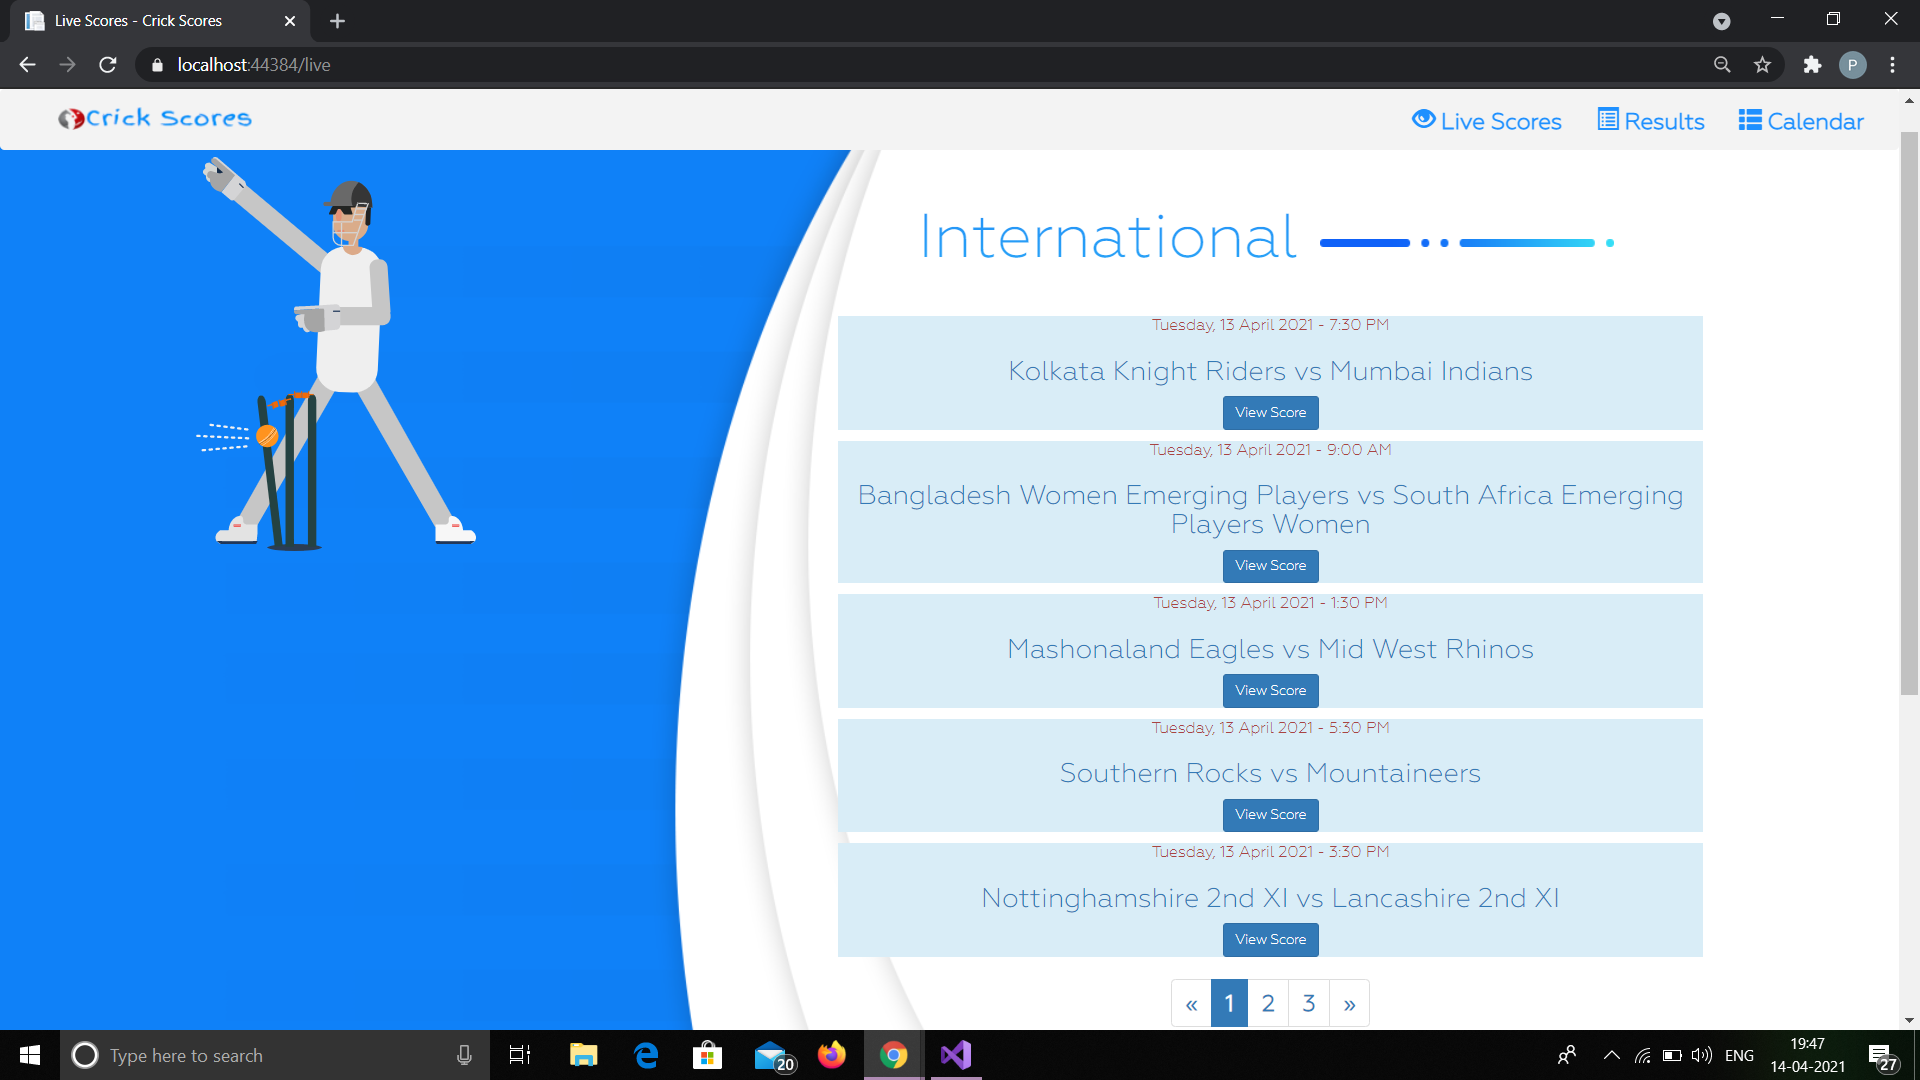 Live Scores - Crick Scores
localhost:44384/live
P
Crick Scores
Live Scores
Results
Calendar
International
Tuesday, 13 April 2021 - 7:30 PM
Kolkata Knight Riders vs Mumbai Indians
View Score
Tuesday, 13 April 2021 - 9:00 AM
Bangladesh Women Emerging Players vs South Africa Emerging
Players Women
View Score
Tuesday, 13 April 2021 - 1:30 PM
Mashonaland Eagles vs Mid West Rhinos
View Score
Tuesday, 13 April 2021 - 5:30 PM
Southern Rocks vs Mountaineers
View Score
Tuesday, 13 April 2021 - 3:30 PM
Nottinghamshire 2nd XI vs Lancashire 2nd XI
View Score
« 1 2 3 »
Type here to search
20
ENG
19:47
14-04-2021
27